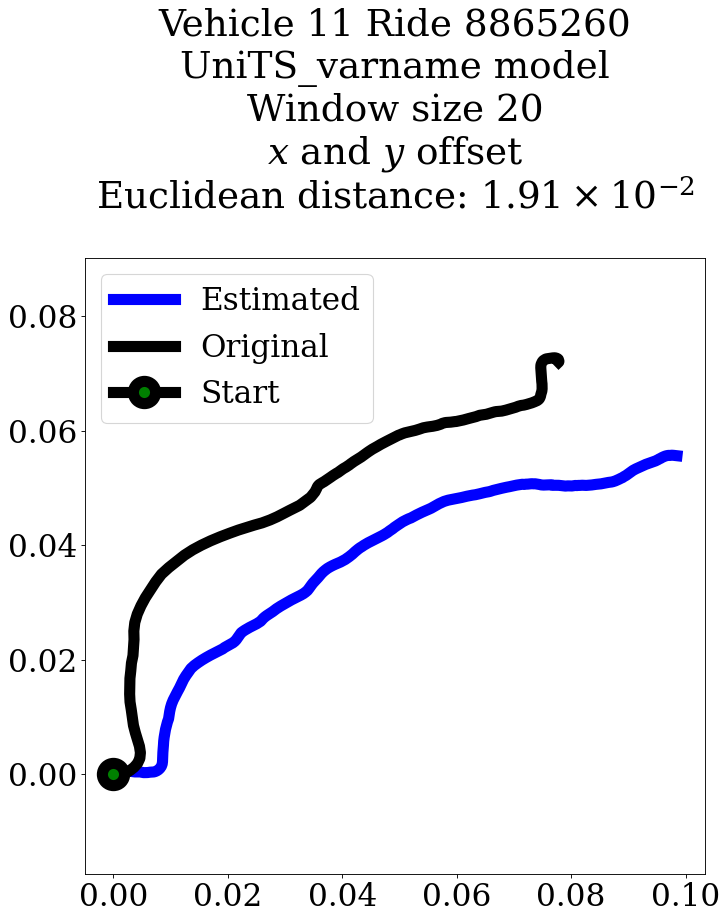 Vehicle 11 Ride 8865260
UniTS_varname model
Window size 20
x and y offset
Euclidean distance: 1.91 × 10⁻²
Estimated
Original
Start
0.08
0.06
0.04
0.02
0.00
0.00 0.02 0.04 0.06 0.08 0.10